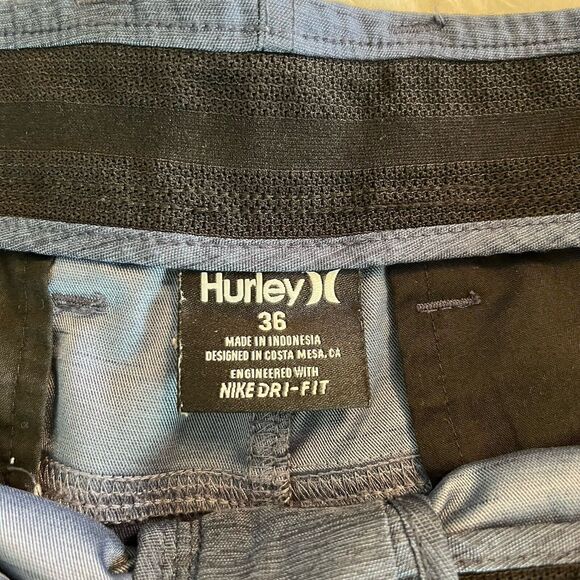 Hurley
36
MADE IN INDONESIA
DESIGNED IN COSTA MESA, CA
ENGINEERED WITH
NIKE DRI-FIT